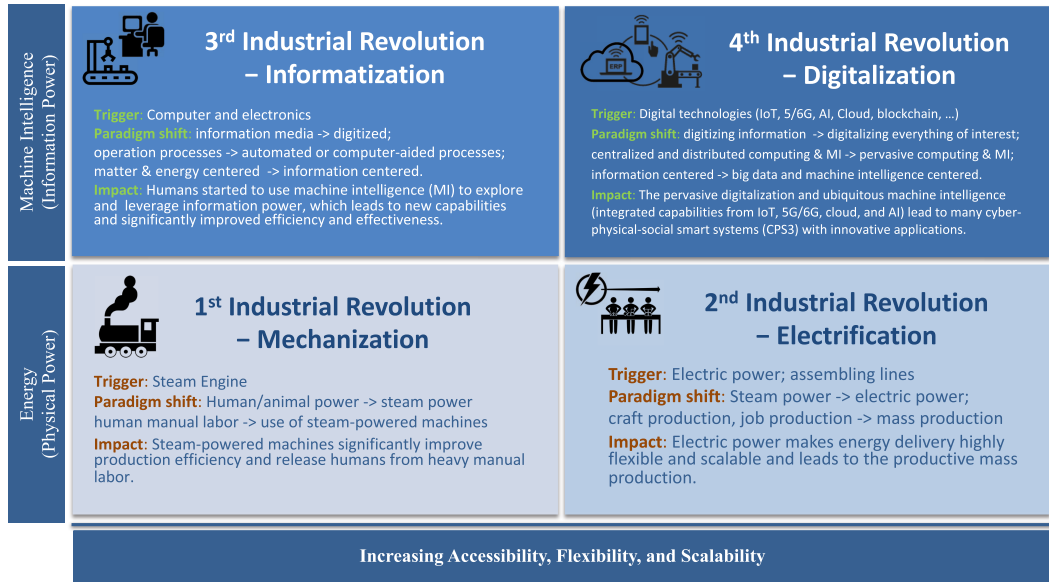 Machine Intelligence
(Information Power)
3rd Industrial Revolution
– Informatization
Trigger: Computer and electronics
Paradigm shift: information media -> digitized;
operation processes -> automated or computer-aided processes;
matter & energy centered -> information centered.
Impact: Humans started to use machine intelligence (MI) to explore
and leverage information power, which leads to new capabilities
and significantly improved efficiency and effectiveness.
ERP
4th Industrial Revolution
– Digitalization
Trigger: Digital technologies (IoT, 5/6G, AI, Cloud, blockchain, …)
Paradigm shift: digitizing information -> digitalizing everything of interest;
centralized and distributed computing & MI -> pervasive computing & MI;
information centered -> big data and machine intelligence centered.
Impact: The pervasive digitalization and ubiquitous machine intelligence
(integrated capabilities from IoT, 5G/6G, cloud, and AI) lead to many cyber-
physical-social smart systems (CPS3) with innovative applications.
Energy
(Physical Power)
1st Industrial Revolution
– Mechanization
Trigger: Steam Engine
Paradigm shift: Human/animal power -> steam power
human manual labor -> use of steam-powered machines
Impact: Steam-powered machines significantly improve
production efficiency and release humans from heavy manual
labor.
2nd Industrial Revolution
– Electrification
Trigger: Electric power; assembling lines
Paradigm shift: Steam power -> electric power;
craft production, job production -> mass production
Impact: Electric power makes energy delivery highly
flexible and scalable and leads to the productive mass
production.
Increasing Accessibility, Flexibility, and Scalability